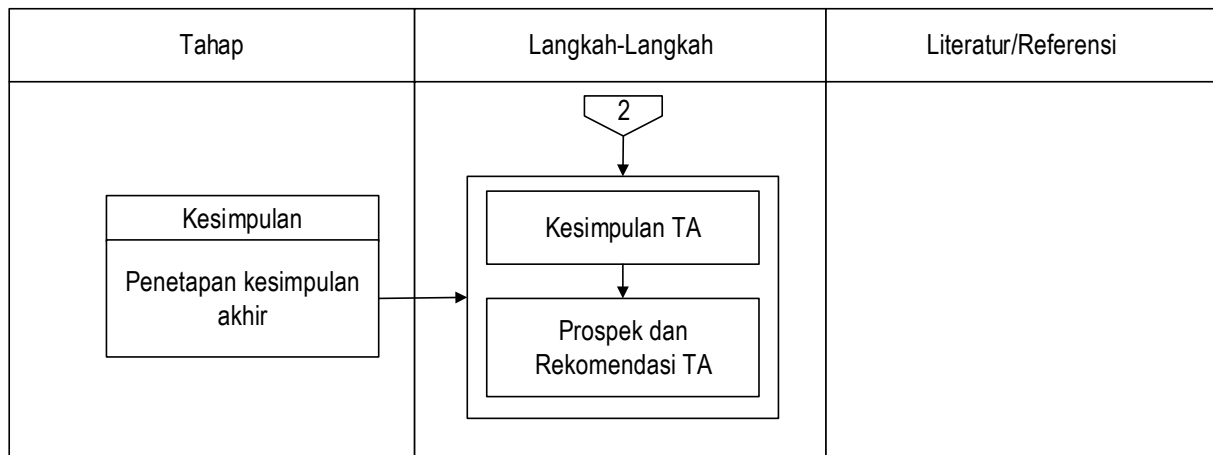 Tahap
Langkah-Langkah
Literatur/Referensi
2
Kesimpulan
Penetapan kesimpulan
akhir
Kesimpulan TA
Prospek dan
Rekomendasi TA